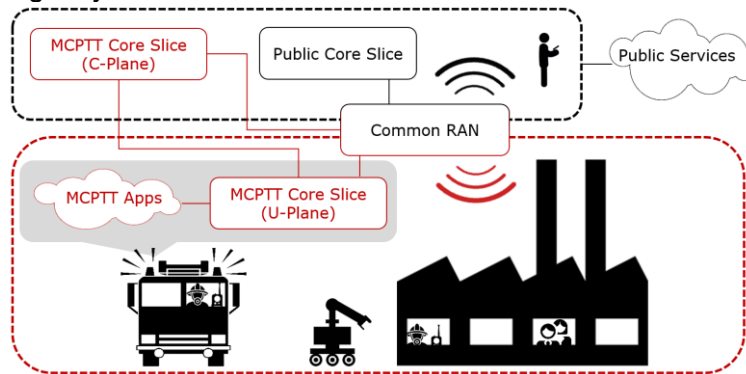 MCPTT Core Slice
(C-Plane)
Public Core Slice
Public Services
Common RAN
MCPTT Apps
MCPTT Core Slice
(U-Plane)